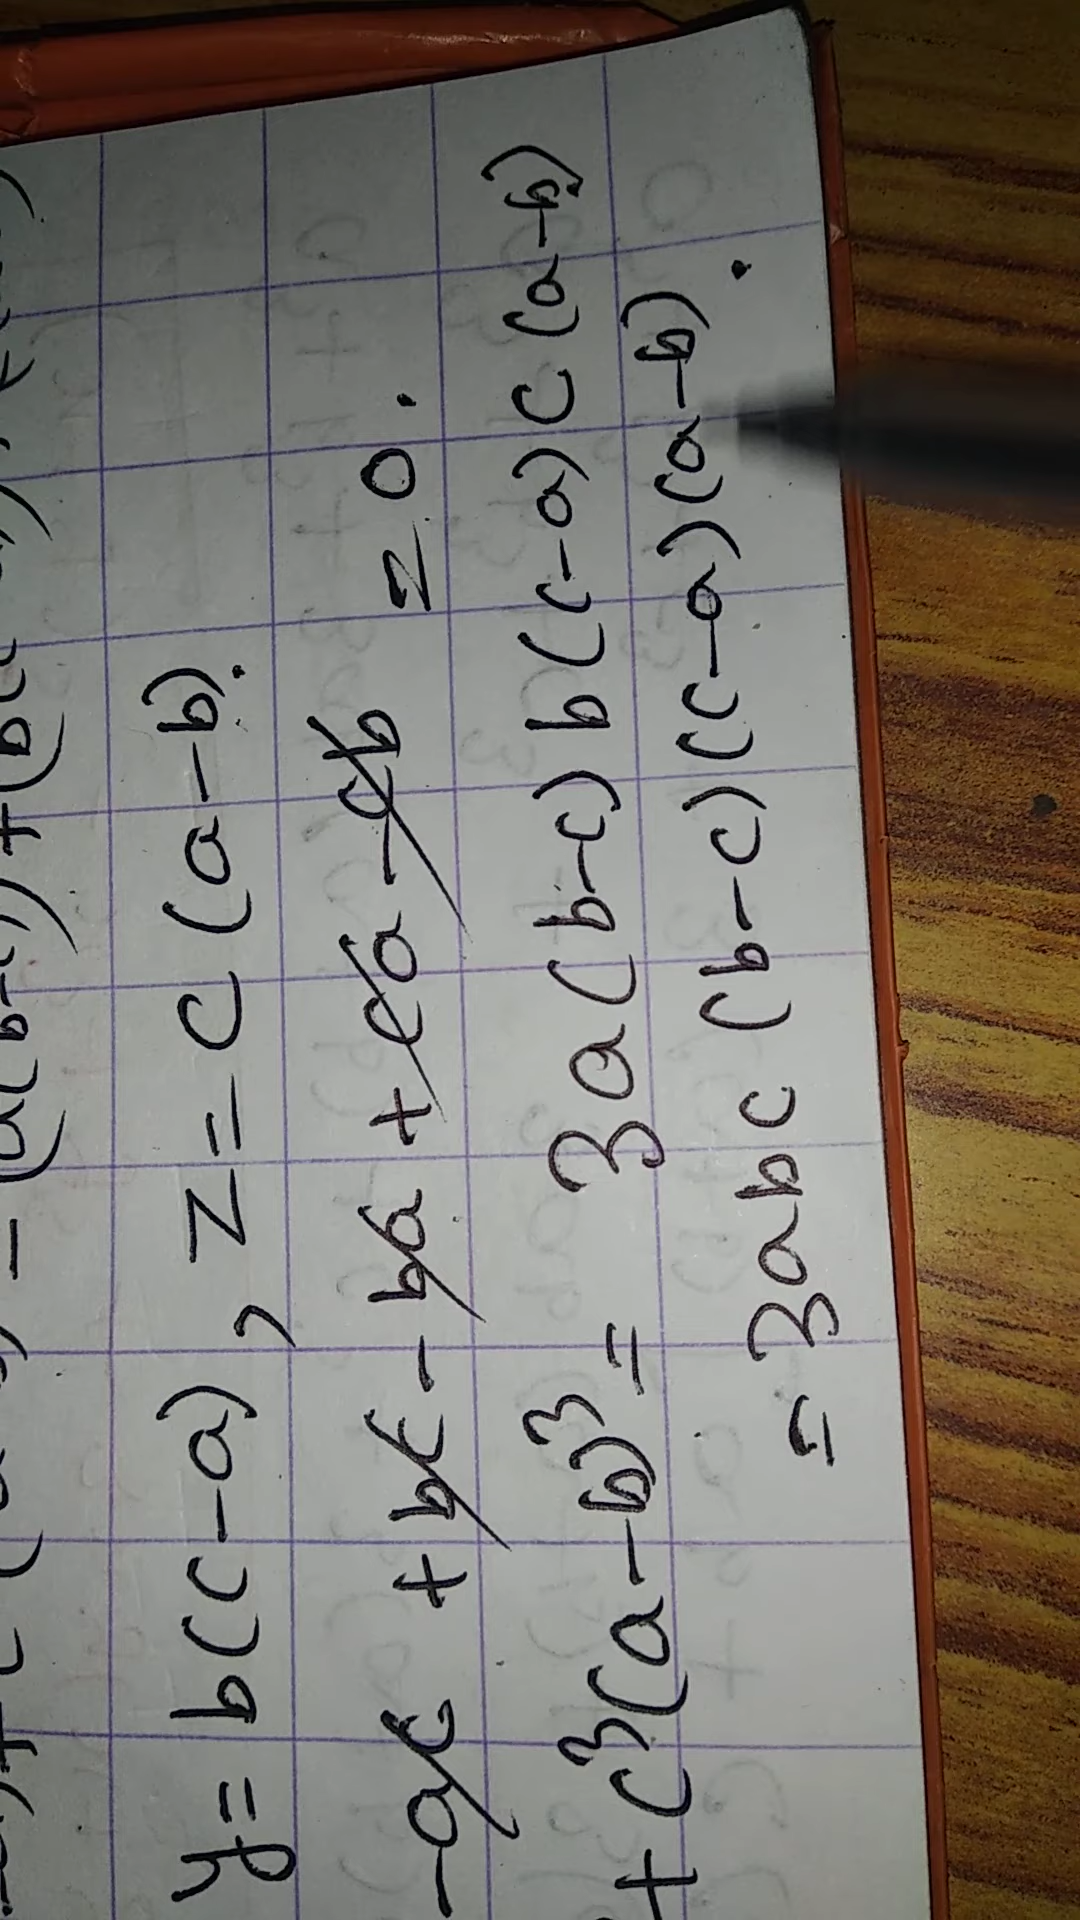 y = b(c-a), z = c(a-b).
-ac + bc - ba + ca - cb = 0.
+ c³(a-b)³ = 3a(b-c) b(c-a) c(a-b)
= 3abc (b-c)(c-a)(a-b).